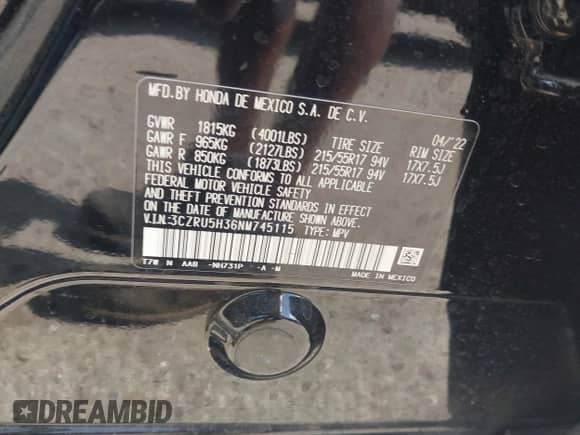 MFD.BY HONDA DE MEXICO S.A. DE C.V.
04/'22
GVWR 1815KG (4001LBS) TIRE SIZE RIM SIZE
GAWR F 965KG (2127LBS) 215/55R17 94V 17X7.5J
GAWR R 850KG (1873LBS) 215/55R17 94V 17X7.5J
THIS VEHICLE CONFORMS TO ALL APPLICABLE
FEDERAL MOTOR VEHICLE SAFETY
AND THEFT PREVENTION STANDARDS IN EFFECT
ON THE DATE OF MANUFACTURE SHOWN ABOVE.
V.I.N:3CZRU5H36NM745115 TYPE: MPV
T7W N AAB -NH731P -A -M
MADE IN MEXICO
DREAMBID